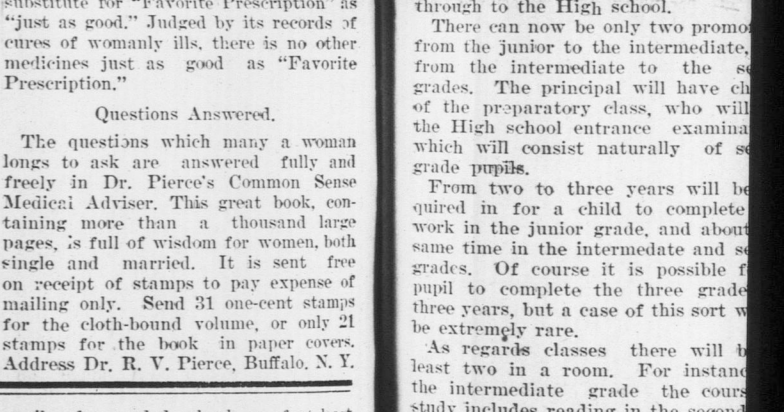 substitute for "Favorite Prescription" as
"just as good." Judged by its records of
cures of womanly ills, there is no other
medicines just as good as "Favorite
Prescription."
Questions Answered.
The questions which many a woman
longs to ask are answered fully and
freely in Dr. Pierce's Common Sense
Medical Adviser. This great book, con-
taining more than a thousand large
pages, is full of wisdom for women, both
single and married. It is sent free
on receipt of stamps to pay expense of
mailing only. Send 31 one-cent stamps
for the cloth-bound volume, or only 21
stamps for the book in paper covers.
Address Dr. R. V. Pierce, Buffalo, N. Y.
through to the High school.
There can now be only two promo
from the junior to the intermediate,
from the intermediate to the se
grades. The principal will have ch
of the preparatory class, who will
the High school entrance examina
which will consist naturally of se
grade pupils.
From two to three years will be
quired in for a child to complete
work in the junior grade, and about
same time in the intermedate and se
grades. Of course it is possible f
pupil to complete the three grade
three years, but a case of this sort w
be extremely rare.
As regards classes there will b
least two in a room. For instanc
the intermediate grade the cours
study includes reading in the second